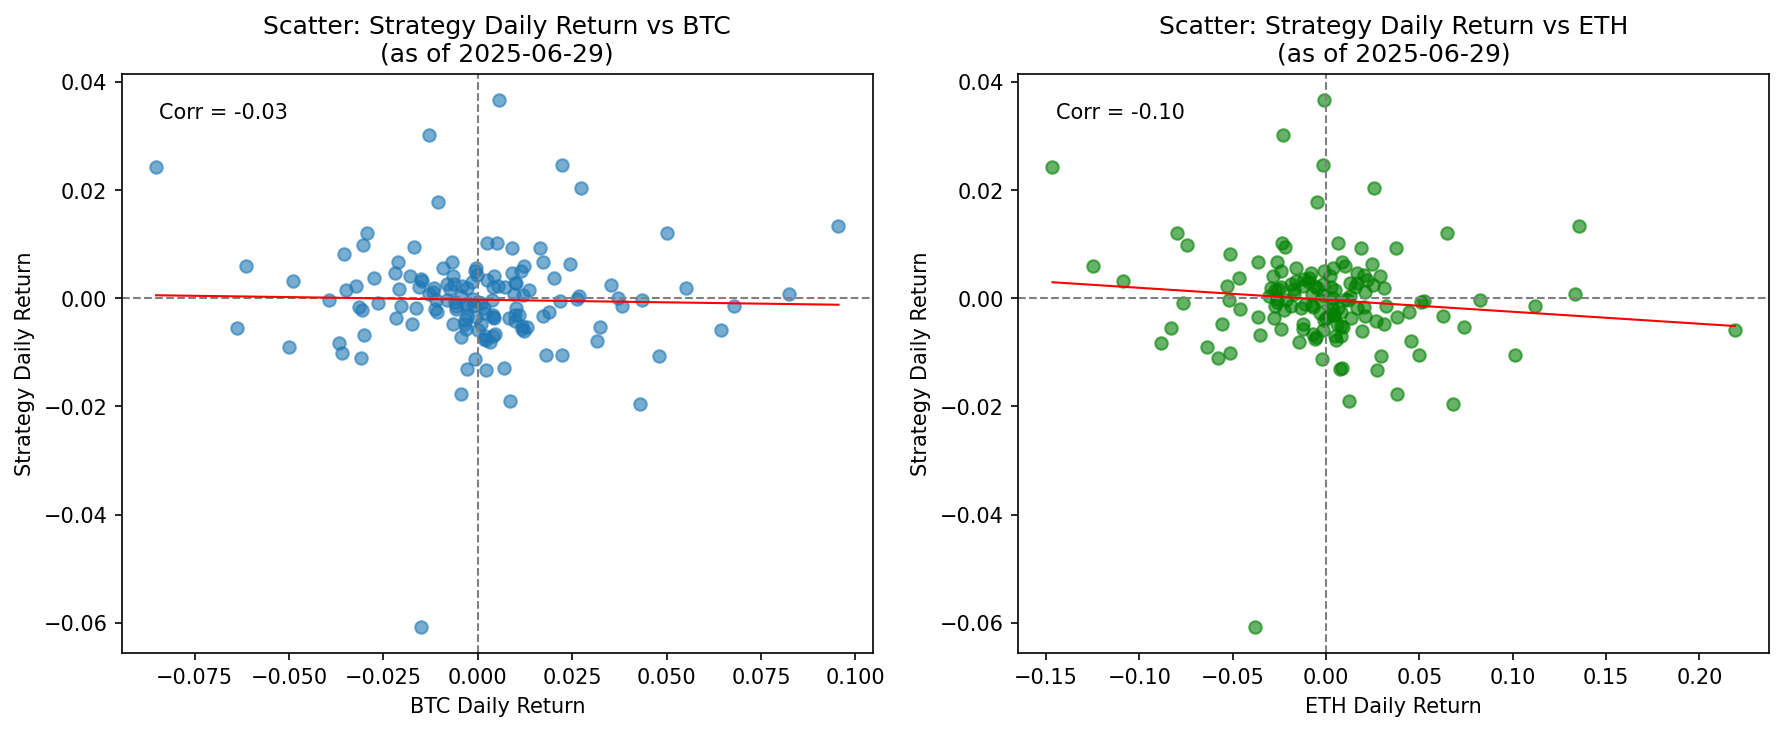 Scatter: Strategy Daily Return vs BTC
(as of 2025-06-29)
Corr = -0.03
0.04
0.02
0.00
−0.02
−0.04
−0.06
Strategy Daily Return
−0.075
−0.050
−0.025
0.000
0.025
0.050
0.075
0.100
BTC Daily Return
Scatter: Strategy Daily Return vs ETH
(as of 2025-06-29)
Corr = -0.10
0.04
0.02
0.00
−0.02
−0.04
−0.06
Strategy Daily Return
−0.15
−0.10
−0.05
0.00
0.05
0.10
0.15
0.20
ETH Daily Return